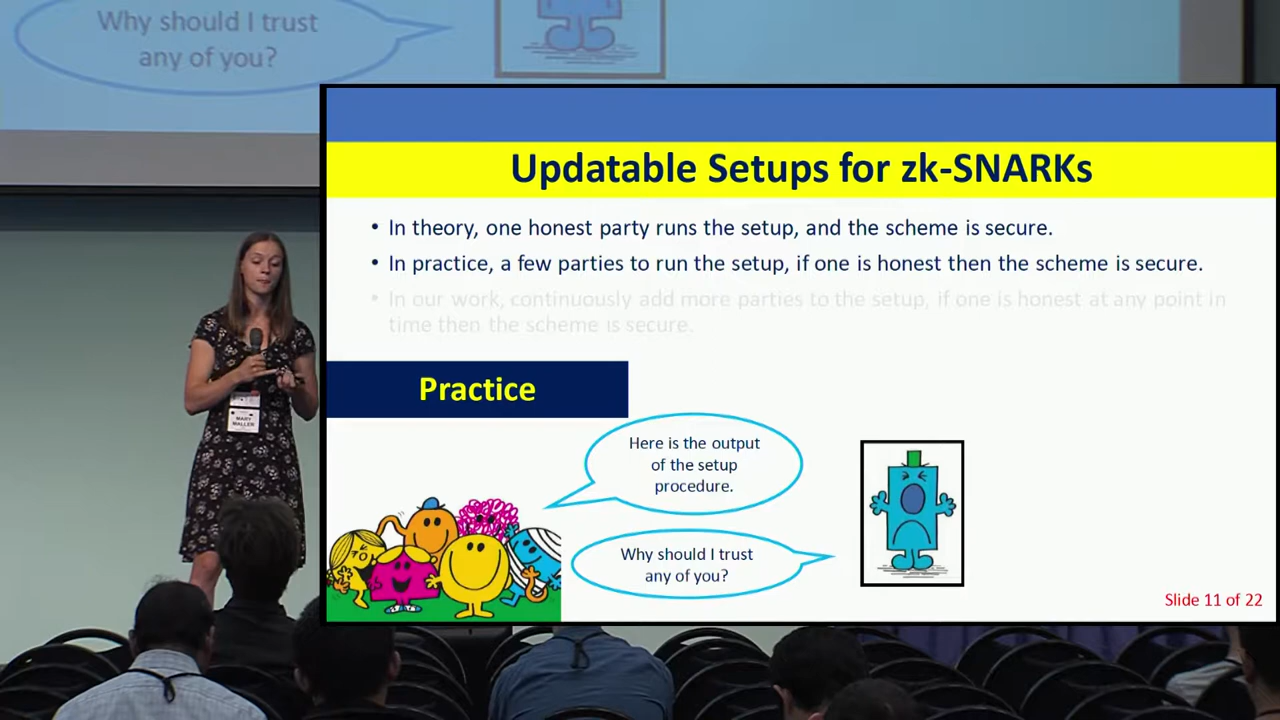 Why should I trust
any of you?
Updatable Setups for zk-SNARKs
• In theory, one honest party runs the setup, and the scheme is secure.
• In practice, a few parties to run the setup, if one is honest then the scheme is secure.
• In our work, continuously add more parties to the setup, if one is honest at any point in
time then the scheme is secure.
Practice
Here is the output
of the setup
procedure.
Why should I trust
any of you?
MARY
MALLER
Slide 11 of 22